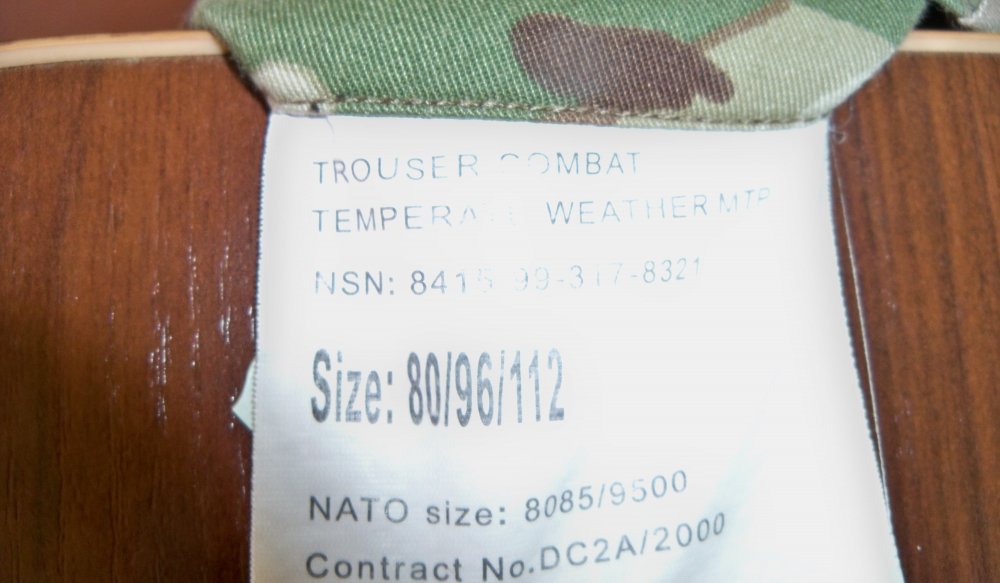 TROUSER COMBAT
TEMPERATE WEATHER MTP
NSN: 8415-99-317-8321
Size: 80/96/112
NATO size: 8085/9500
Contract No.DC2A/2000